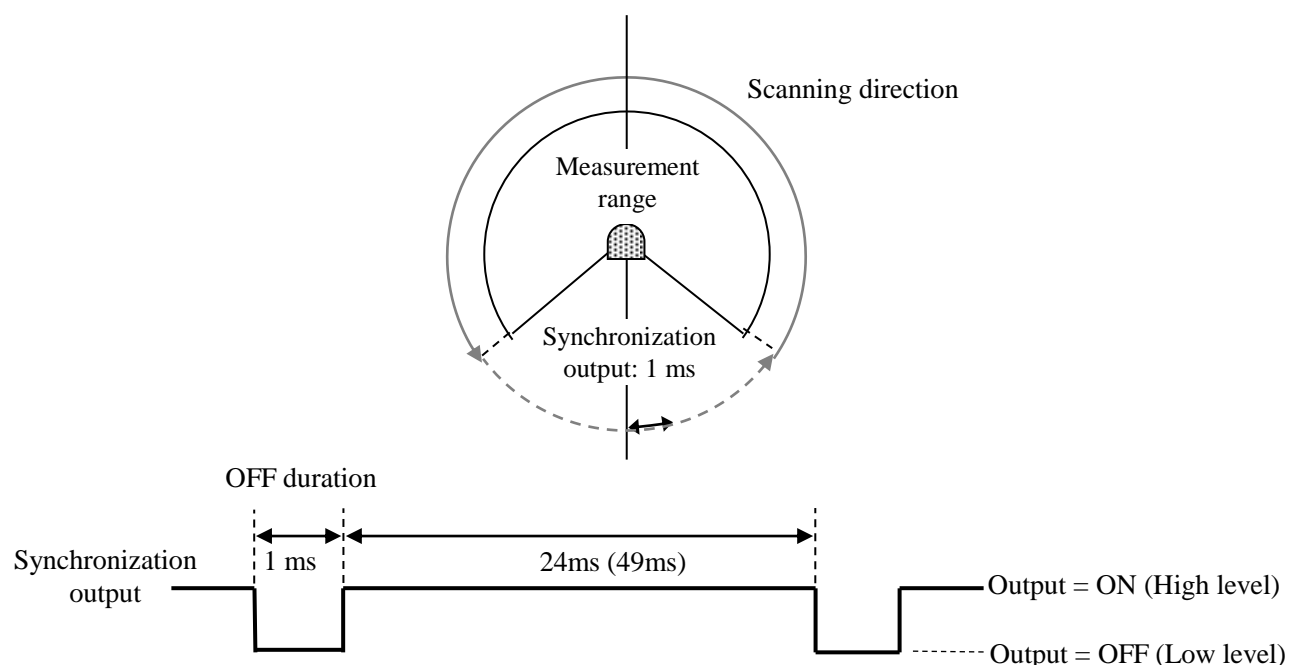 Scanning direction
Measurement
range
Synchronization
output: 1 ms
OFF duration
1 ms
24ms (49ms)
Synchronization
output
Output = ON (High level)
Output = OFF (Low level)